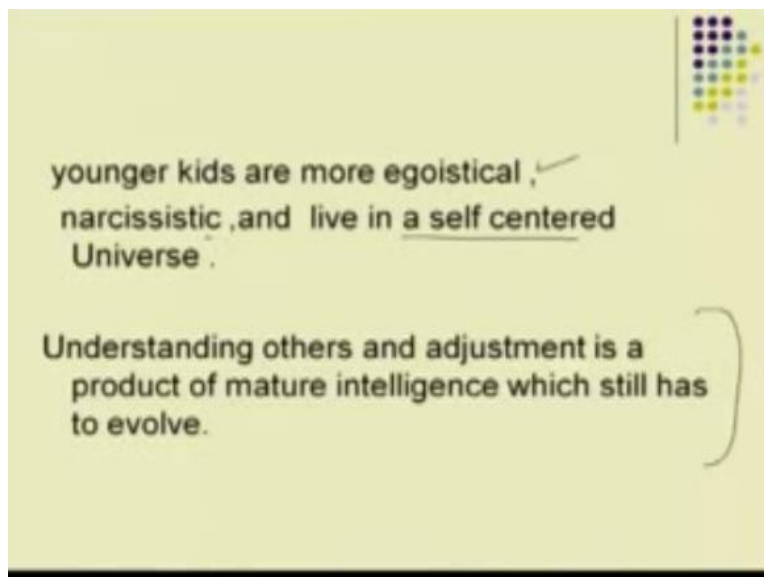 younger kids are more egoistical ,
narcissistic ,and live in a self centered
Universe .
Understanding others and adjustment is a
product of mature intelligence which still has
to evolve.